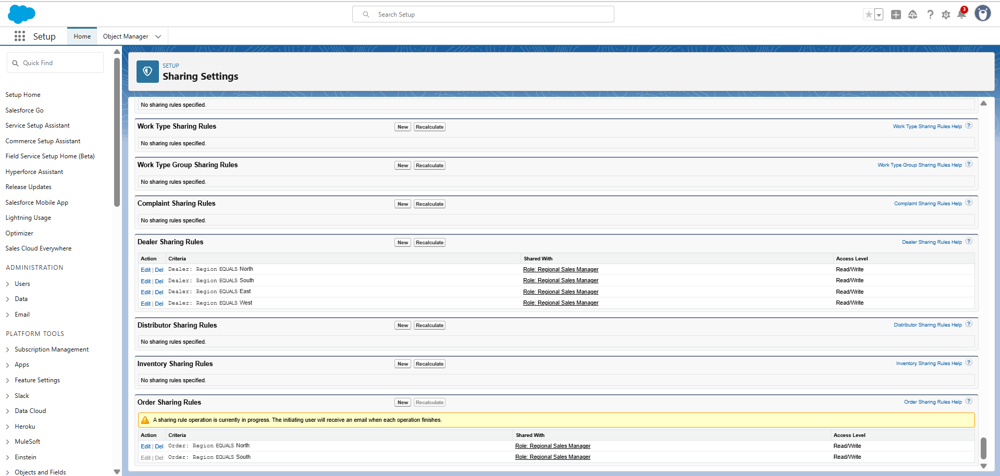 Search Setup
3
Setup
Home
Object Manager
Quick Find
Setup Home
Salesforce Go
Service Setup Assistant
Commerce Setup Assistant
Field Service Setup Home (Beta)
Hyperforce Assistant
Release Updates
Salesforce Mobile App
Lightning Usage
Optimizer
Sales Cloud Everywhere
ADMINISTRATION
Users
Data
Email
PLATFORM TOOLS
Subscription Management
Apps
Feature Settings
Slack
Data Cloud
Heroku
MuleSoft
Einstein
Objects and Fields
SETUP
Sharing Settings
No sharing rules specified.
Work Type Sharing Rules New Recalculate Work Type Sharing Rules Help ?
No sharing rules specified.
Work Type Group Sharing Rules New Recalculate Work Type Group Sharing Rules Help ?
No sharing rules specified.
Complaint Sharing Rules New Recalculate Complaint Sharing Rules Help ?
No sharing rules specified.
Dealer Sharing Rules New Recalculate Dealer Sharing Rules Help ?
Action Criteria Shared With Access Level
Edit | Del Dealer: Region EQUALS North Role: Regional Sales Manager Read/Write
Edit | Del Dealer: Region EQUALS South Role: Regional Sales Manager Read/Write
Edit | Del Dealer: Region EQUALS East Role: Regional Sales Manager Read/Write
Edit | Del Dealer: Region EQUALS West Role: Regional Sales Manager Read/Write
Distributor Sharing Rules New Recalculate Distributor Sharing Rules Help ?
No sharing rules specified.
Inventory Sharing Rules New Recalculate Inventory Sharing Rules Help ?
No sharing rules specified.
Order Sharing Rules New Recalculate Order Sharing Rules Help ?
A sharing rule operation is currently in progress. The initiating user will receive an email when each operation finishes.
Action Criteria Shared With Access Level
Edit | Del Order: Region EQUALS North Role: Regional Sales Manager Read/Write
Edit | Del Order: Region EQUALS South Role: Regional Sales Manager Read/Write